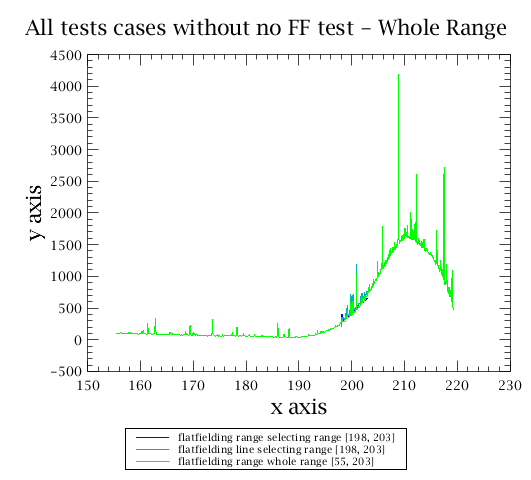 All tests cases without no FF test – Whole Range
4500
4000
3500
3000
2500
2000
1500
1000
500
0
−500
y axis
150 160 170 180 190 200 210 220 230
x axis
flatfielding range selecting range [198, 203]
flatfielding line selecting range [198, 203]
flatfielding range whole range [55, 203]